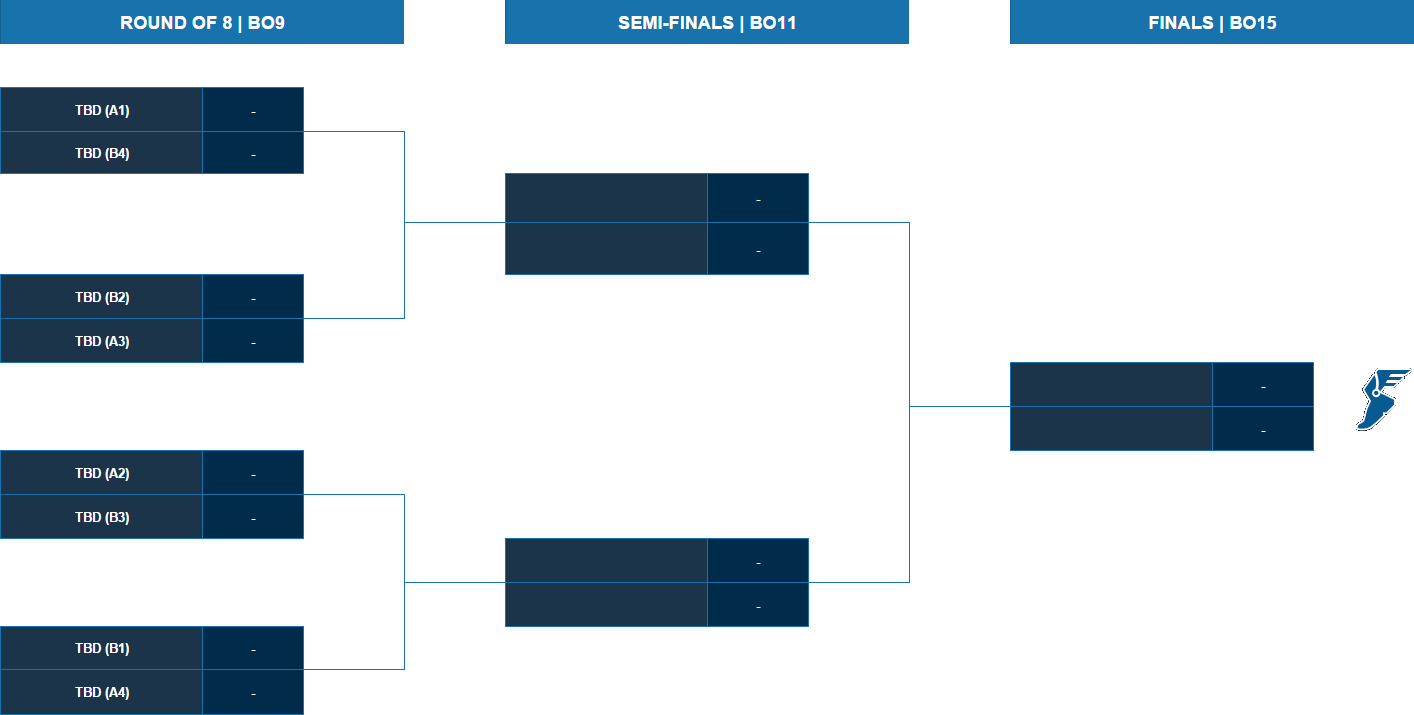 ROUND OF 8 | BO9
SEMI-FINALS | BO11
FINALS | BO15
TBD (A1) -
TBD (B4) -
TBD (B2) -
TBD (A3) -
TBD (A2) -
TBD (B3) -
TBD (B1) -
TBD (A4) -
-
-
-
-
-
-